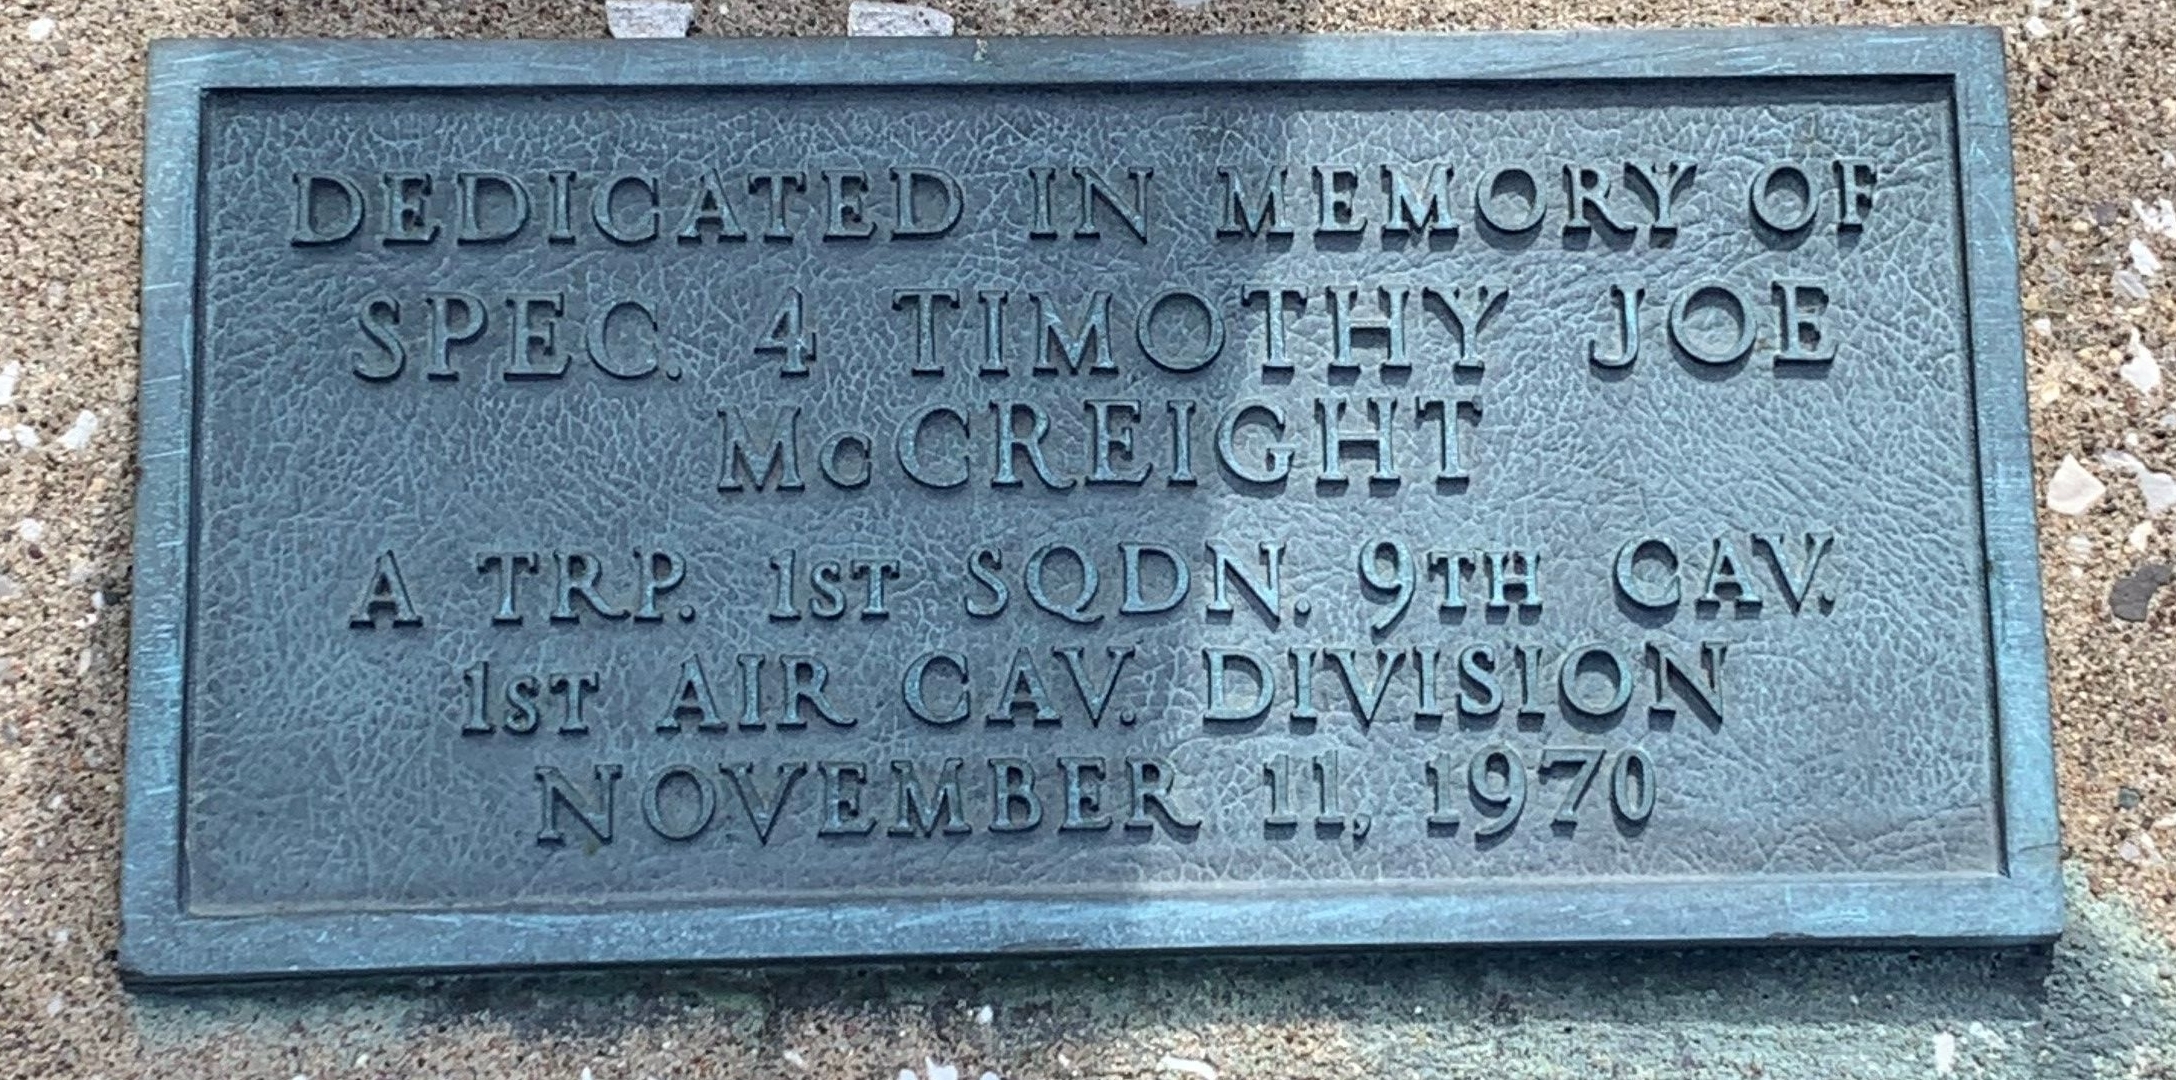 DEDICATED IN MEMORY OF
SPEC. 4 TIMOTHY JOE
McCREIGHT
A TRP. 1ST SQDN. 9TH CAV.
1ST AIR CAV. DIVISION
NOVEMBER 11, 1970